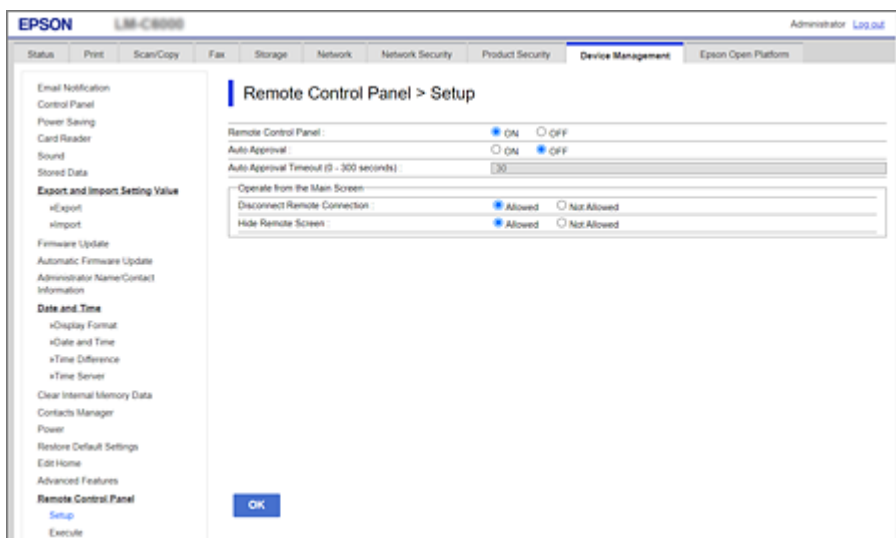 EPSON
LM-C6000
Administrator Log out
Status Print Scan/Copy Fax Storage Network Network Security Product Security Device Management Epson Open Platform
Email Notification
Control Panel
Power Saving
Card Reader
Sound
Stored Data
Export and Import Setting Value
»Export
»Import
Firmware Update
Automatic Firmware Update
Administrator Name/Contact
Information
Date and Time
»Display Format
»Date and Time
»Time Difference
»Time Server
Clear Internal Memory Data
Contacts Manager
Power
Restore Default Settings
Edit Home
Advanced Features
Remote Control Panel
Setup
Execute
Remote Control Panel > Setup
Remote Control Panel : ON OFF
Auto Approval : ON OFF
Auto Approval Timeout (0 - 300 seconds) : 30
Operate from the Main Screen
Disconnect Remote Connection : Allowed Not Allowed
Hide Remote Screen : Allowed Not Allowed
OK